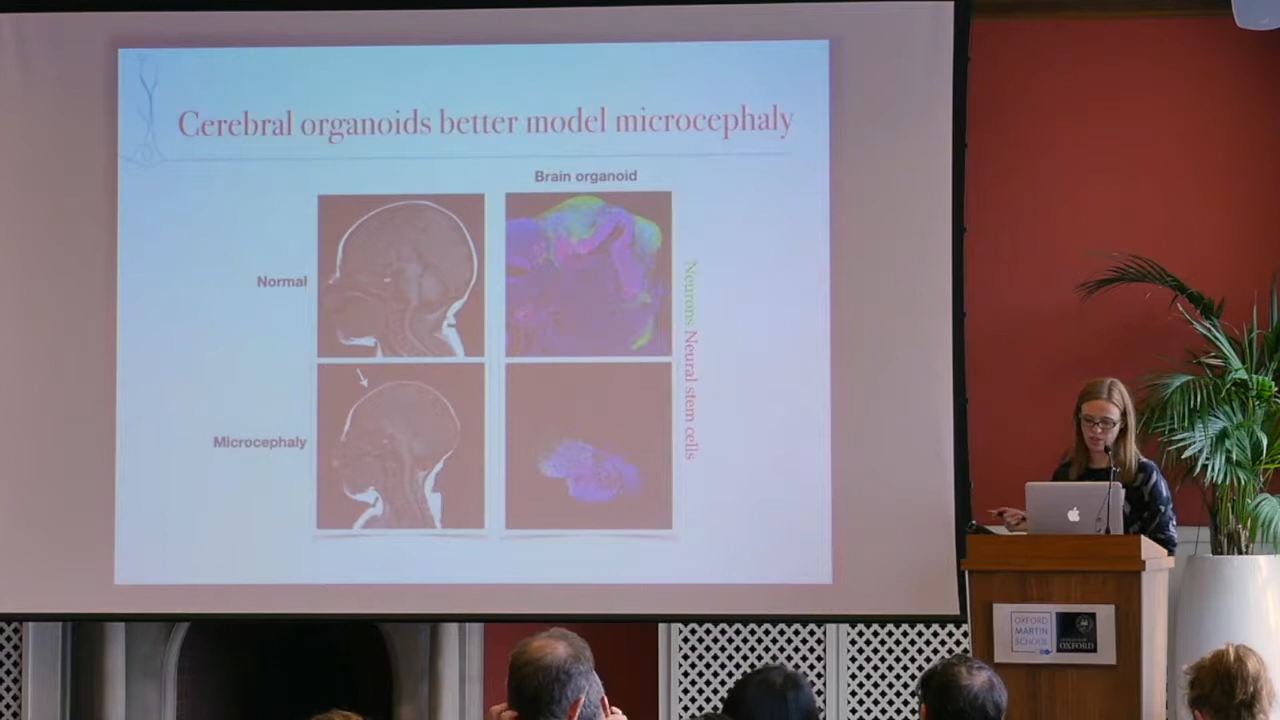 Cerebral organoids better model microcephaly
Brain organoid
Normal
Microcephaly
Neurons Neural stem cells
OXFORD
MARTIN
SCHOOL
OXFORD